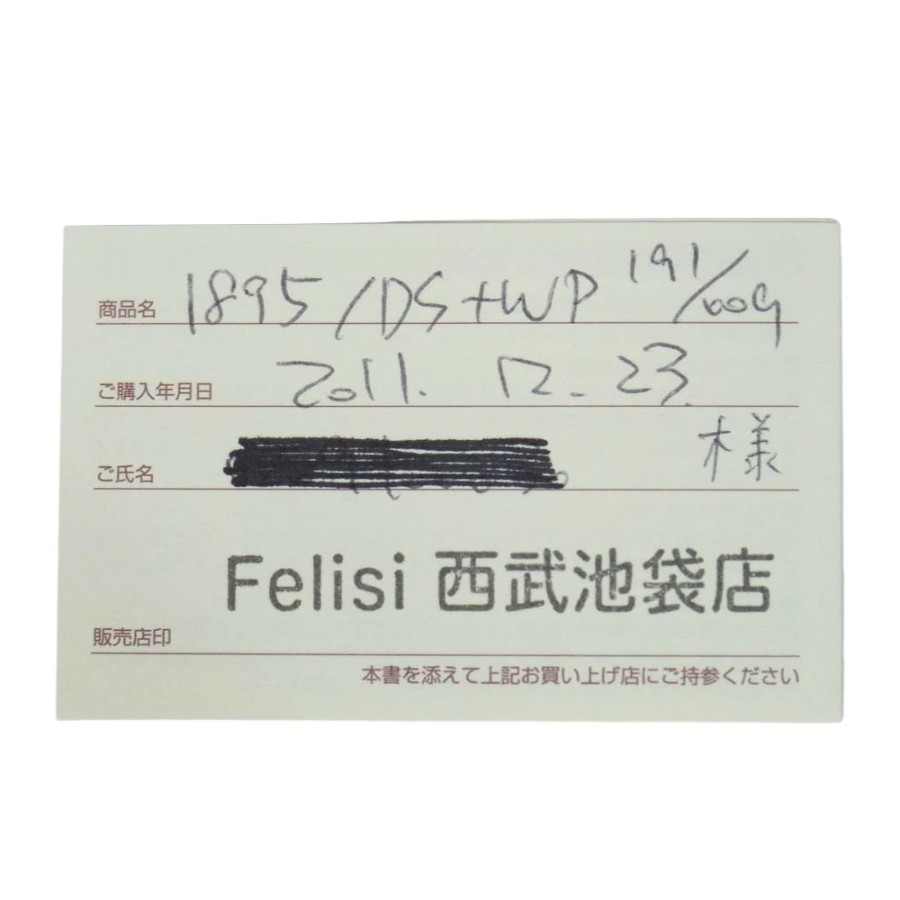 商品名 1895/DS+WP 191/009
ご購入年月日 2011. 12. 23.
ご氏名 様
Felisi 西武池袋店
販売店印
本書を添えて上記お買い上げ店にご持参ください